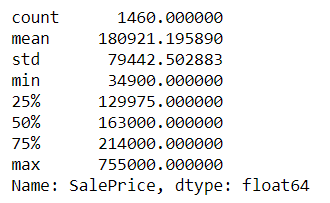 count      1460.000000
mean     180921.195890
std       79442.502883
min       34900.000000
25%      129975.000000
50%      163000.000000
75%      214000.000000
max      755000.000000
Name: SalePrice, dtype: float64